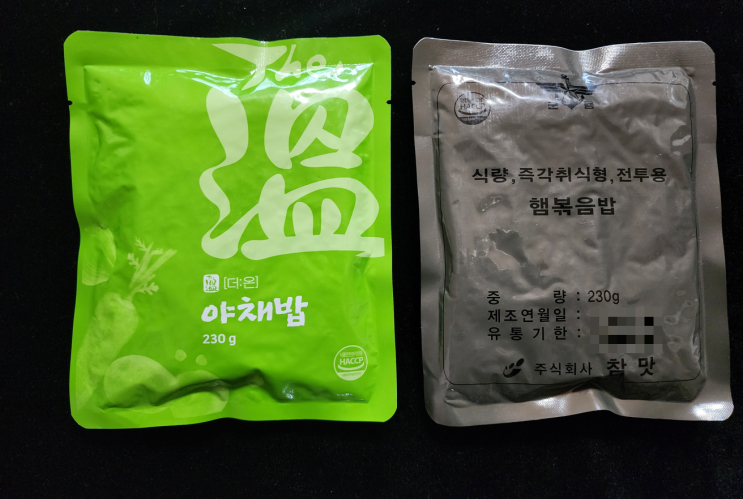 The
溫
[더:온]
야채밥
230 g
HACCP
식량,즉각취식형,전투용
햄볶음밥
중 량 : 230g
제조연월일 :
유통기한 :
주식회사 참 맛